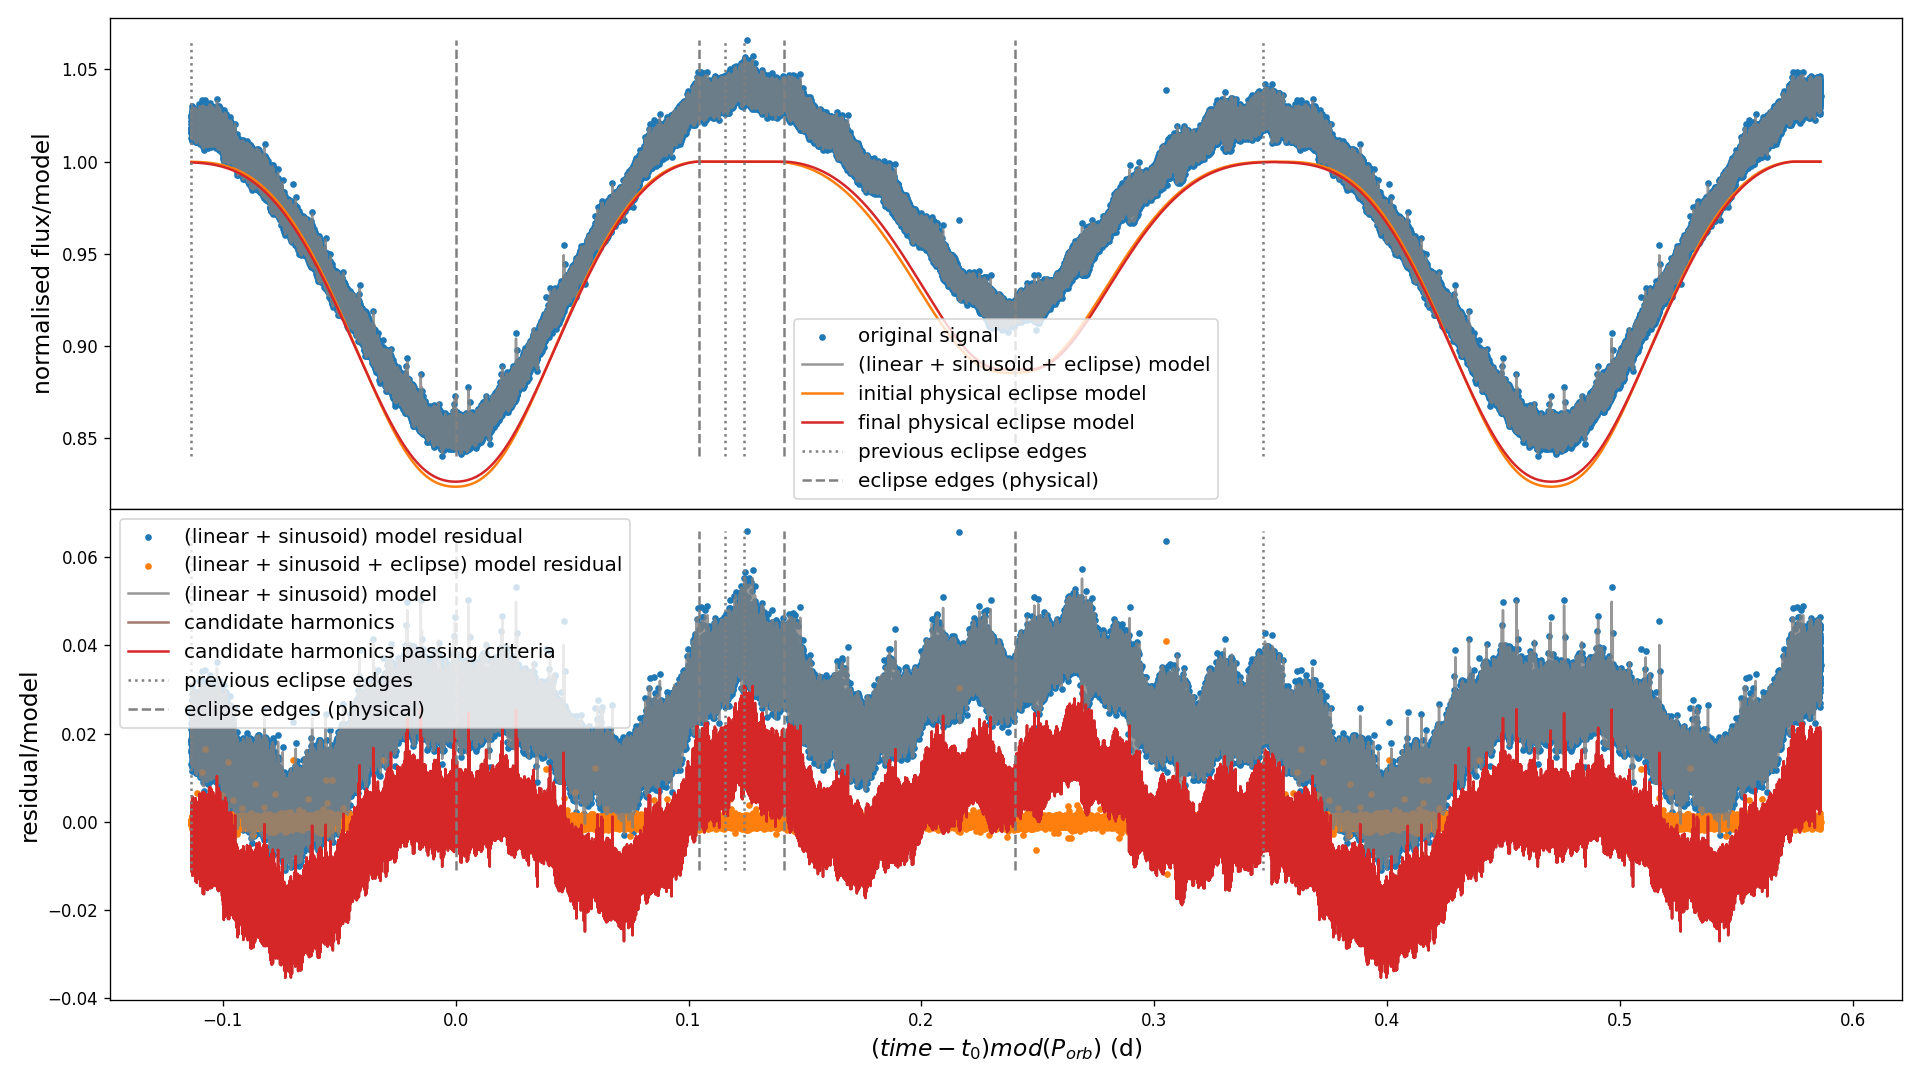 1.05
1.00
0.95
0.90
0.85
normalised flux/model
original signal
(linear + sinusoid + eclipse) model
initial physical eclipse model
final physical eclipse model
previous eclipse edges
eclipse edges (physical)
(linear + sinusoid) model residual
(linear + sinusoid + eclipse) model residual
(linear + sinusoid) model
candidate harmonics
candidate harmonics passing criteria
previous eclipse edges
eclipse edges (physical)
0.06
0.04
0.02
0.00
−0.02
−0.04
residual/model
−0.1 0.0 0.1 0.2 0.3 0.4 0.5 0.6
(time − t₀)mod(Pₒᵣb) (d)